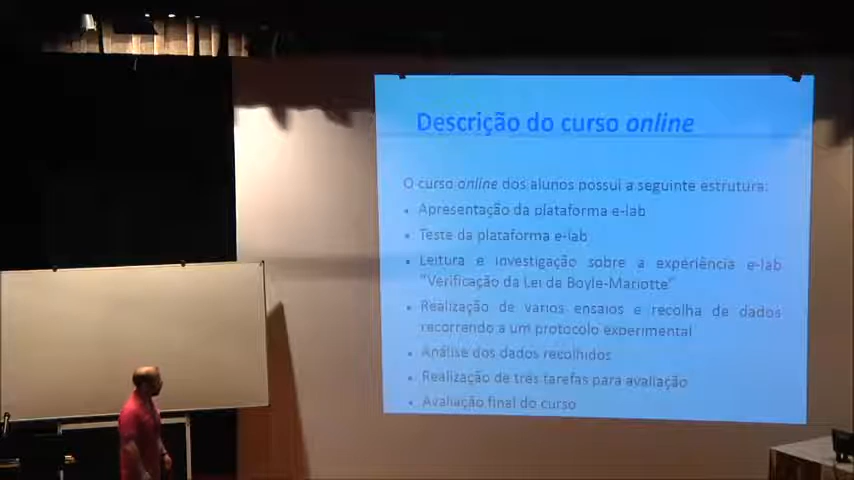 Descrição do curso online
O curso online dos alunos possui a seguinte estrutura:
• Apresentação da plataforma e-lab
• Teste da plataforma e-lab
• Leitura e investigação sobre a experiência e-lab
“Verificação da Lei de Boyle-Mariotte”
• Realização de vários ensaios e recolha de dados
recorrendo a um protocolo experimental
• Análise dos dados recolhidos
• Realização de três tarefas para avaliação
• Avaliação final do curso